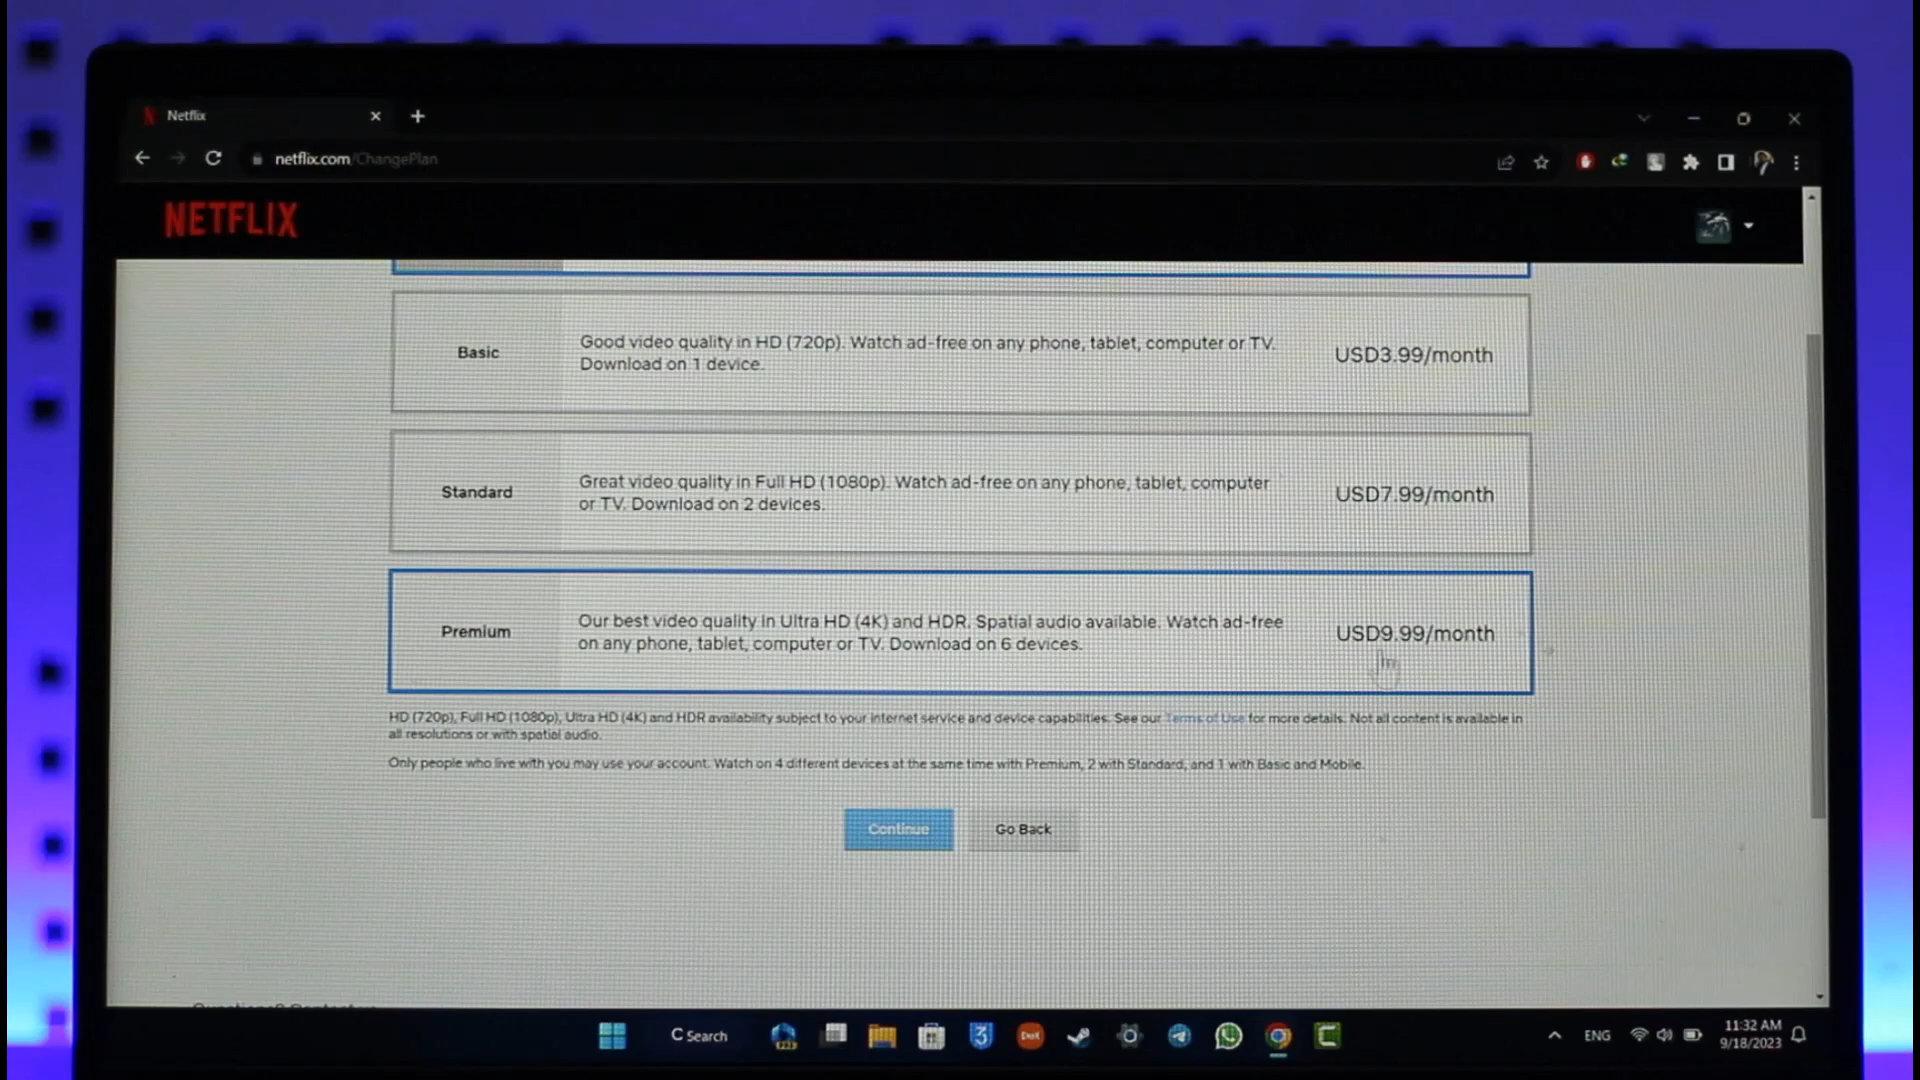 Netflix
netflix.com/ChangePlan
NETFLIX
Basic
Good video quality in HD (720p). Watch ad-free on any phone, tablet, computer or TV.
Download on 1 device.
USD3.99/month
Standard
Great video quality in Full HD (1080p). Watch ad-free on any phone, tablet, computer
or TV. Download on 2 devices.
USD7.99/month
Premium
Our best video quality in Ultra HD (4K) and HDR. Spatial audio available. Watch ad-free
on any phone, tablet, computer or TV. Download on 6 devices.
USD9.99/month
HD (720p), Full HD (1080p), Ultra HD (4K) and HDR availability subject to your internet service and device capabilities. See our Terms of Use for more details. Not all content is available in
all resolutions or with spatial audio.
Only people who live with you may use your account. Watch on 4 different devices at the same time with Premium, 2 with Standard, and 1 with Basic and Mobile.
Continue
Go Back
Search
3
ENG
11:32 AM
9/18/2023